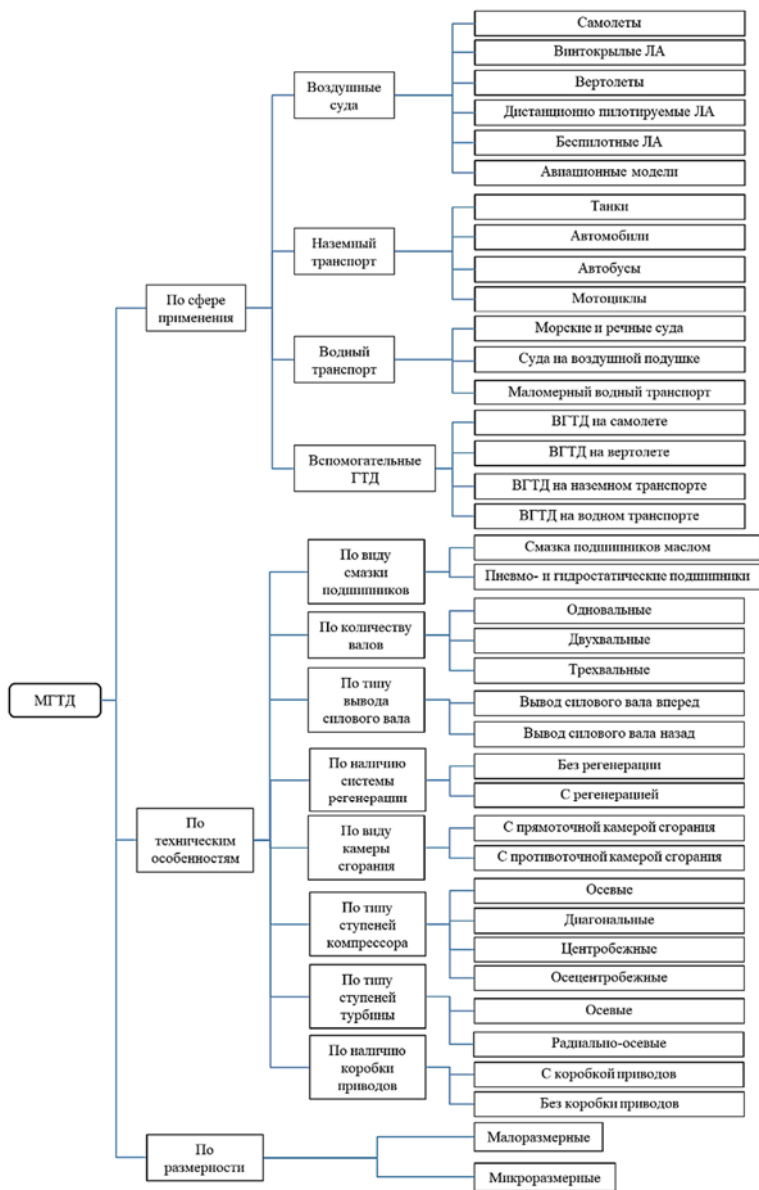 МГТД
По сфере
применения
Воздушные
суда
Самолеты
Винтокрылые ЛА
Вертолеты
Дистанционно пилотируемые ЛА
Беспилотные ЛА
Авиационные модели
Наземный
транспорт
Танки
Автомобили
Автобусы
Мотоциклы
Водный
транспорт
Морские и речные суда
Суда на воздушной подушке
Маломерный водный транспорт
Вспомогательные
ГТД
ВГТД на самолете
ВГТД на вертолете
ВГТД на наземном транспорте
ВГТД на водном транспорте
По
техническим
особенностям
По виду
смазки
подшипников
Смазка подшипников маслом
Пневмо- и гидростатические подшипники
По количеству
валов
Одновальные
Двухвальные
Трехвальные
По типу
вывода
силового вала
Вывод силового вала вперед
Вывод силового вала назад
По наличию
системы
регенерации
Без регенерации
С регенерацией
По виду
камеры
сгорания
С прямоточной камерой сгорания
С противоточной камерой сгорания
По типу
ступеней
компрессора
Осевые
Диагональные
Центробежные
Осецентробежные
По типу
ступеней
турбины
Осевые
Радиально-осевые
По наличию
коробки
приводов
С коробкой приводов
Без коробки приводов
По
размерности
Малоразмерные
Микроразмерные